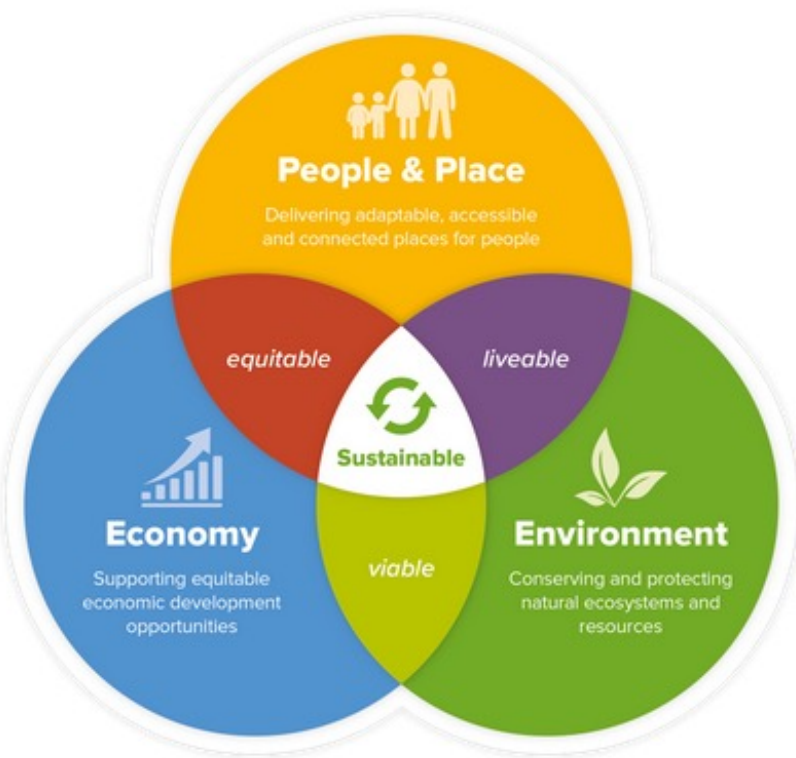 People & Place
Delivering adaptable, accessible
and connected places for people
equitable
liveable
Sustainable
Economy
Supporting equitable
economic development
opportunities
viable
Environment
Conserving and protecting
natural ecosystems and
resources